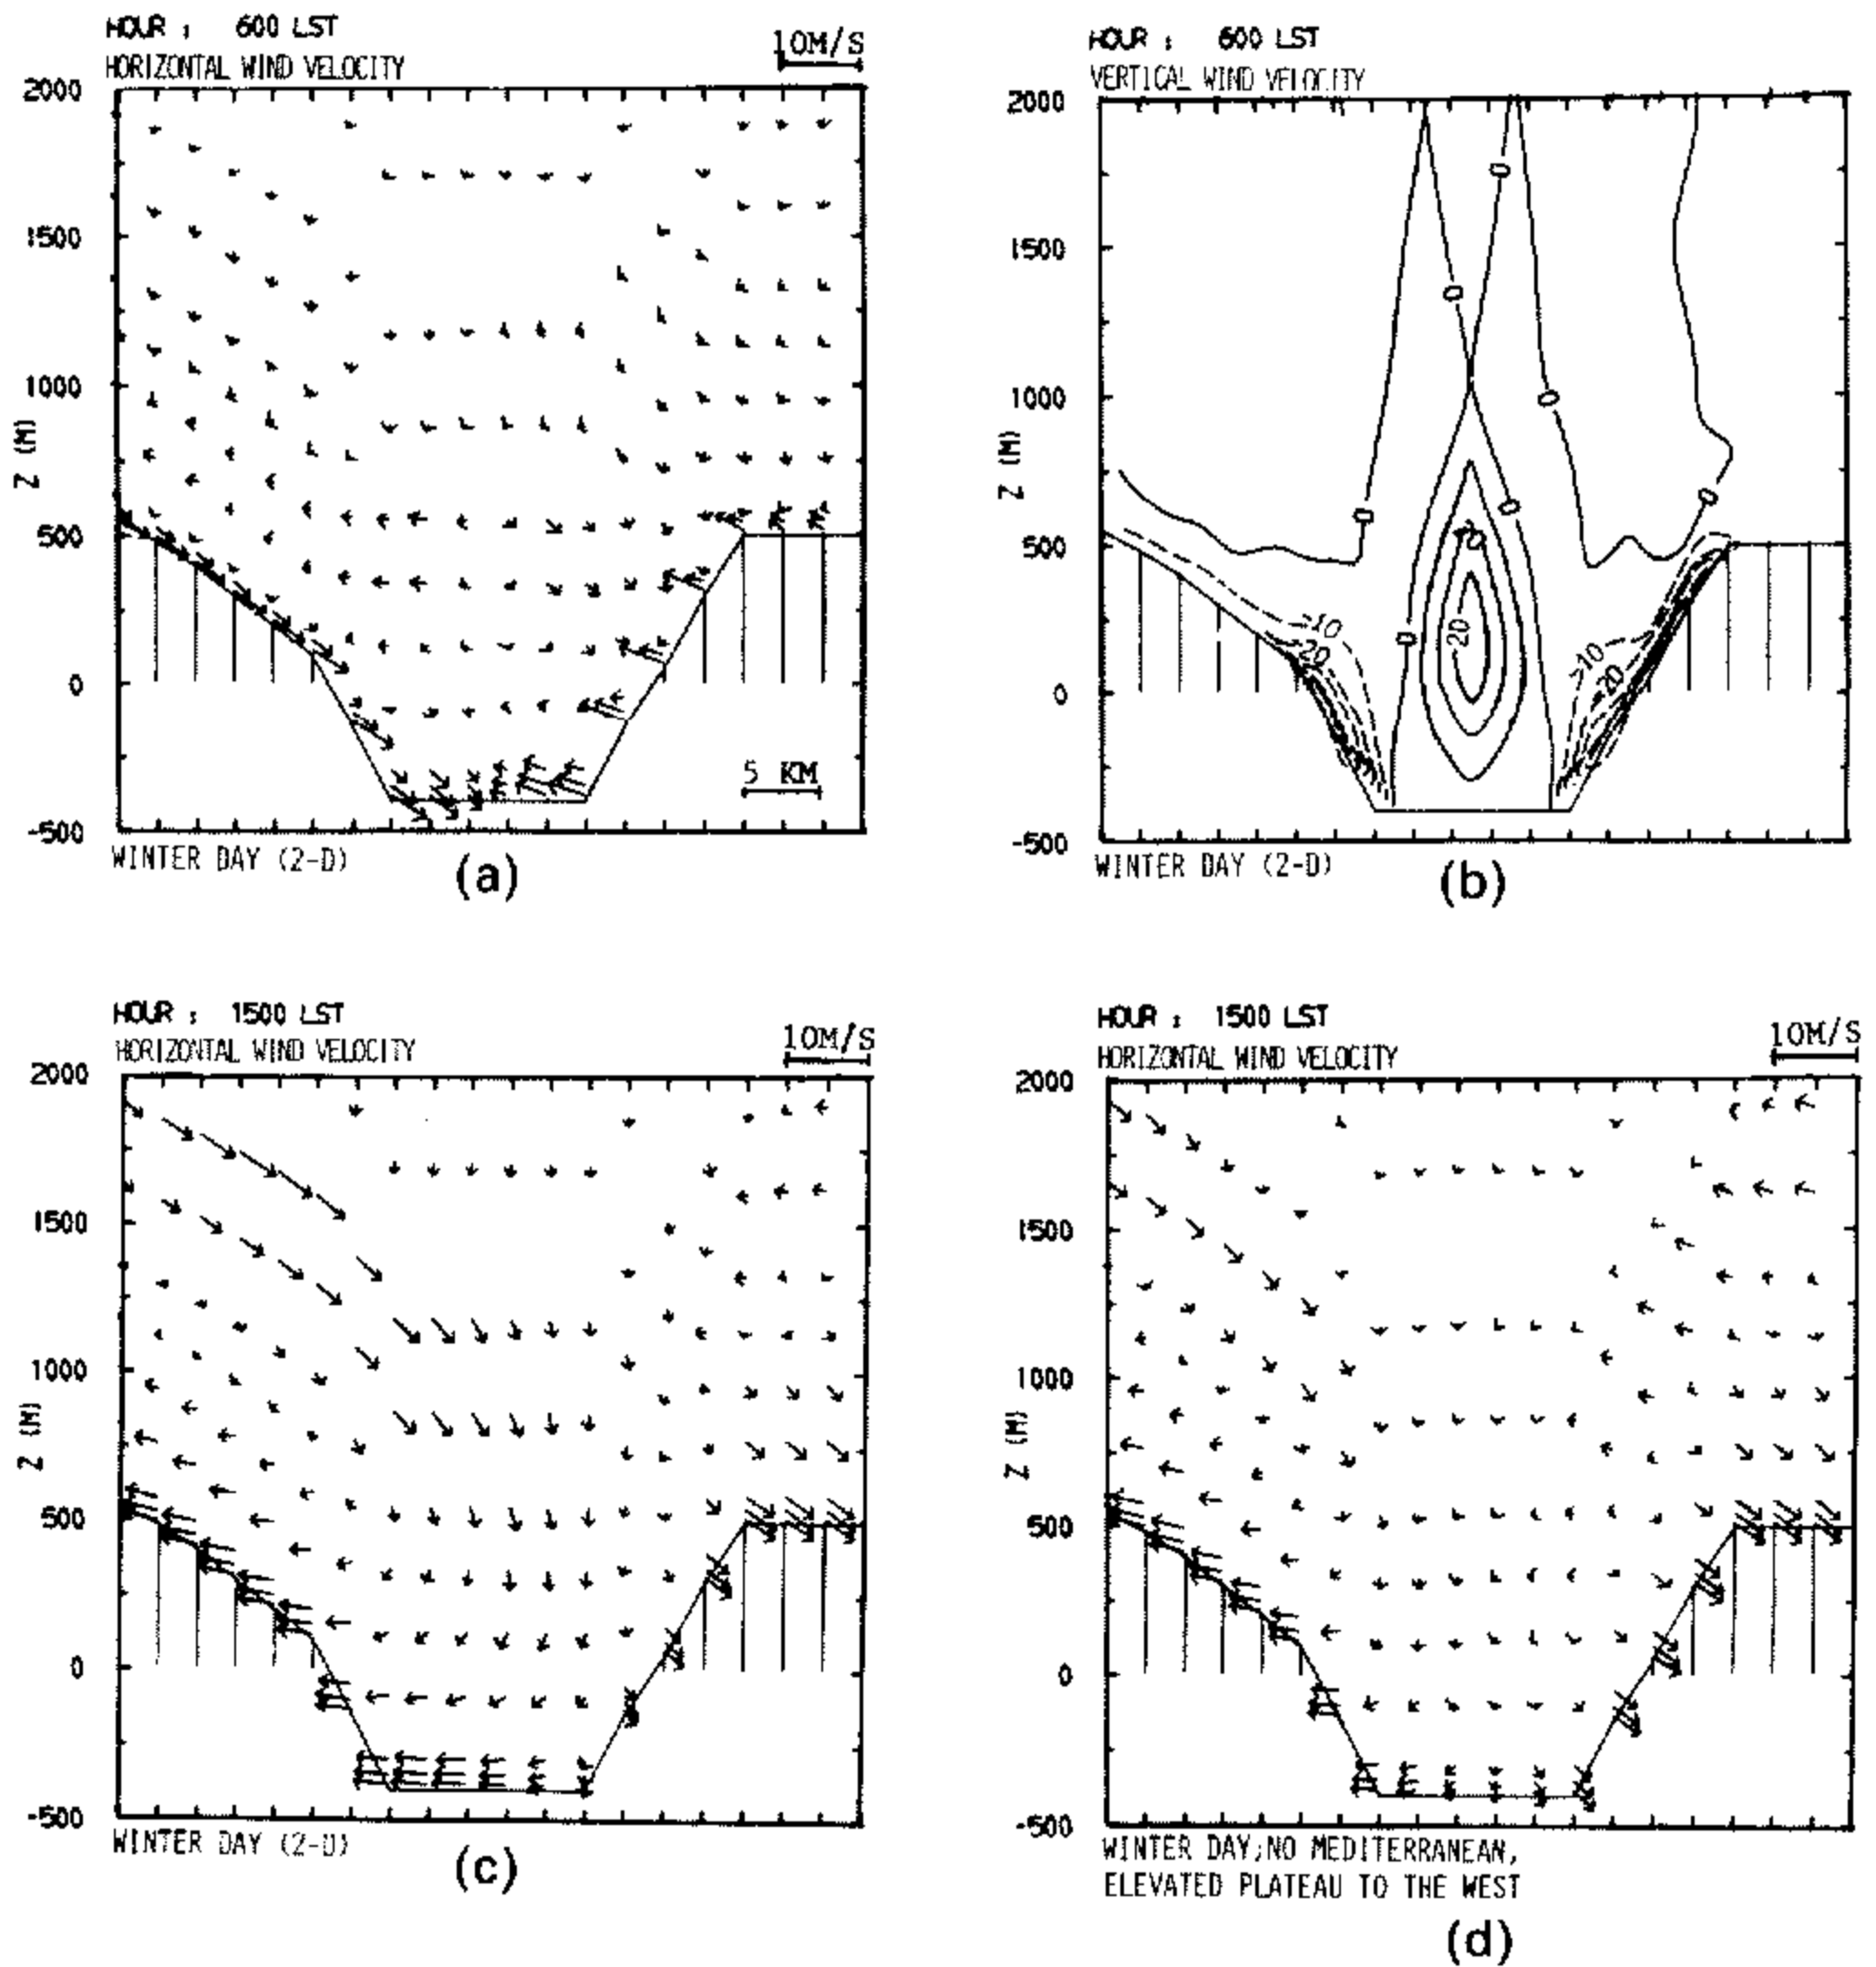 HOUR : 600 LST
HORIZONTAL WIND VELOCITY
10M/S
2000
1500
1000
500
0
-500
Z (M)
5 KM
WINTER DAY (2-D)
(a)
HOUR : 600 LST
VERTICAL WIND VELOCITY
2000
1500
1000
500
0
-500
Z (M)
0
0
0
0
0
0
0
10
20
-10
-20
-10
-20
WINTER DAY (2-D)
(b)
HOUR : 1500 LST
HORIZONTAL WIND VELOCITY
10M/S
2000
1500
1000
500
0
-500
Z (M)
WINTER DAY (2-D)
(c)
HOUR : 1500 LST
HORIZONTAL WIND VELOCITY
10M/S
2000
1500
1000
500
0
-500
Z (M)
WINTER DAY;NO MEDITERRANEAN,
ELEVATED PLATEAU TO THE WEST
(d)